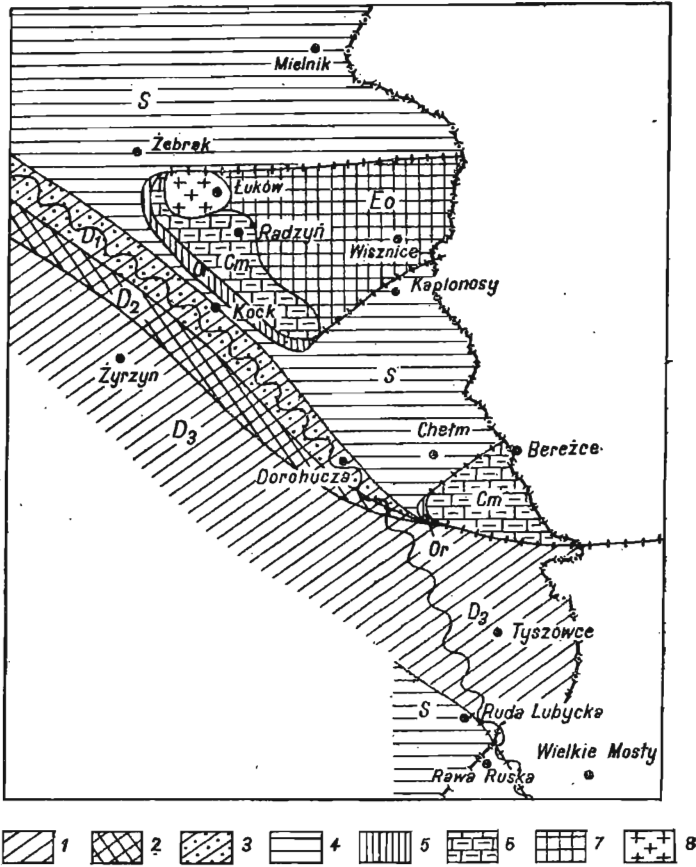 Mielnik
S
Żebrak
Łuków
Eo
Radzyń
D1
Cm
Wisznice
Kaplonosy
D2
Kock
S
Żyrzyn
D3
Chełm
Bereżce
Dorohucza
Cm
Or
D3
Tyszowce
S
Ruda Lubycka
Wielkie Mosty
Rawa Ruska
1 2 3 4 5 6 7 8